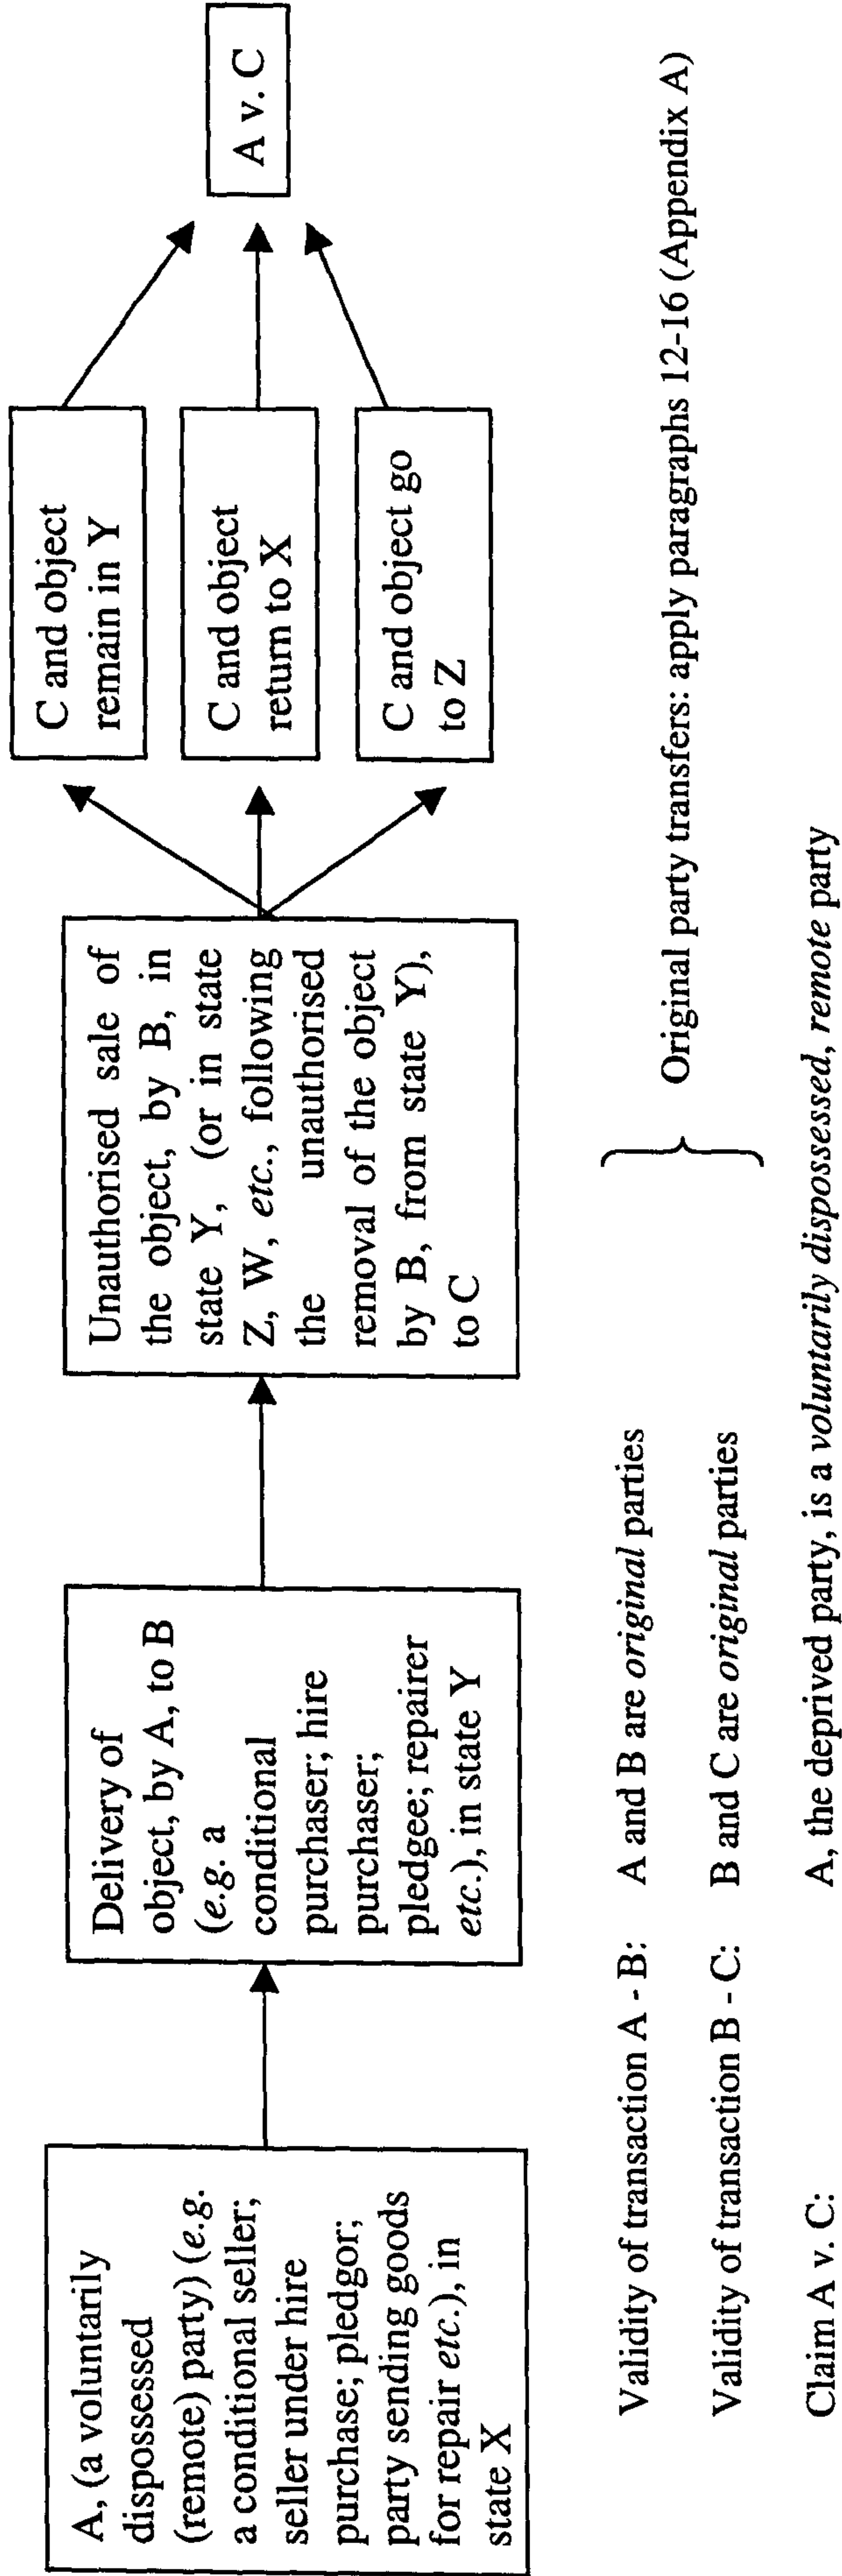 A, (a voluntarily
dispossessed
(remote) party) (e.g.
a conditional seller;
seller under hire
purchase; pledgor;
party sending goods
for repair etc.), in
state X
Delivery of
object, by A, to B
(e.g. a
conditional
purchaser; hire
purchaser;
pledgee; repairer
etc.), in state Y
Unauthorised sale of
the object, by B, in
state Y, (or in state
Z, W, etc., following
the unauthorised
removal of the object
by B, from state Y),
to C
C and object
remain in Y
C and object
return to X
C and object go
to Z
A v. C
Validity of transaction A - B: A and B are original parties
Validity of transaction B - C: B and C are original parties
Original party transfers: apply paragraphs 12-16 (Appendix A)
Claim A v. C: A, the deprived party, is a voluntarily dispossessed, remote party